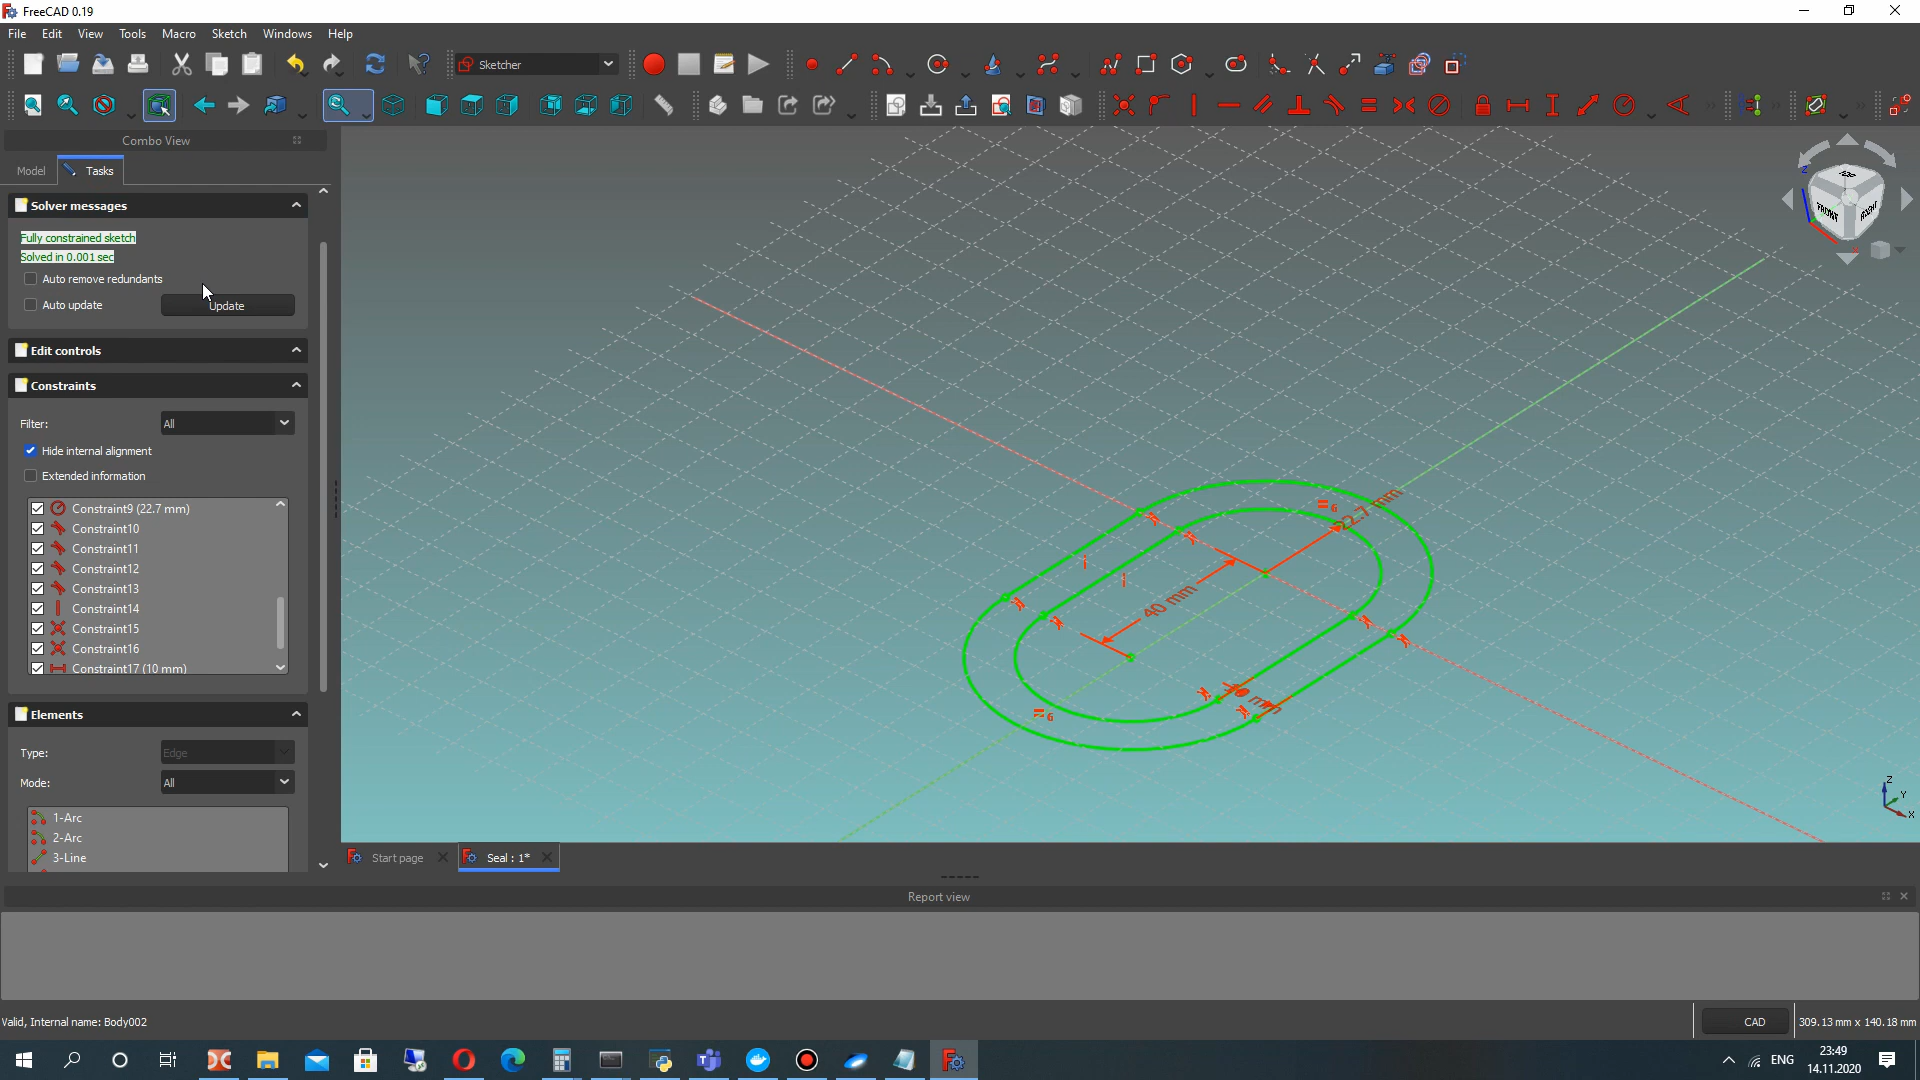 FreeCAD 0.19
File Edit View Tools Macro Sketch Windows Help
Sketcher
Combo View
Model Tasks
Solver messages
Fully constrained sketch
Solved in 0.001 sec
Auto remove redundants
Auto update Update
Edit controls
Constraints
Filter: All
Hide internal alignment
Extended information
Constraint9 (22.7 mm)
Constraint10
Constraint11
Constraint12
Constraint13
Constraint14
Constraint15
Constraint16
Constraint17 (10 mm)
Elements
Type: Edge
Mode: All
1-Arc
2-Arc
3-Line
TOP
FRONT
RIGHT
Z
22.7 mm
40 mm
mm
Z
Y
X
Start page Seal : 1*
Report view
Valid, Internal name: Body002
CAD 309.13 mm x 140.18 mm
ENG
23:49
14.11.2020